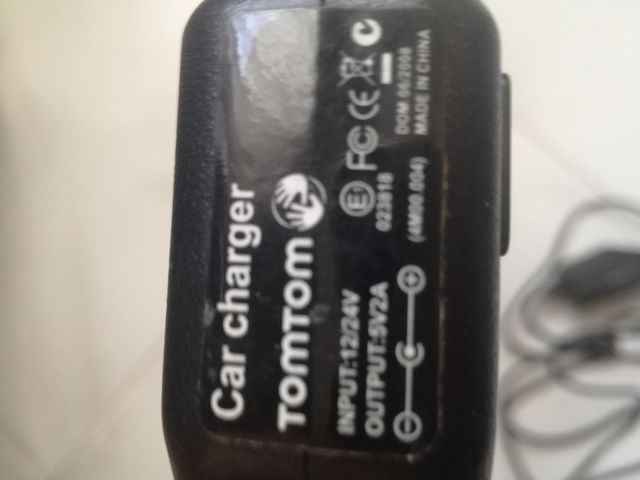 Car charger
TOMTOM
INPUT:12/24V
OUTPUT:5V2A
E1 FC CE
023818
(4M00.004)
DOM 06/2008
MADE IN CHINA